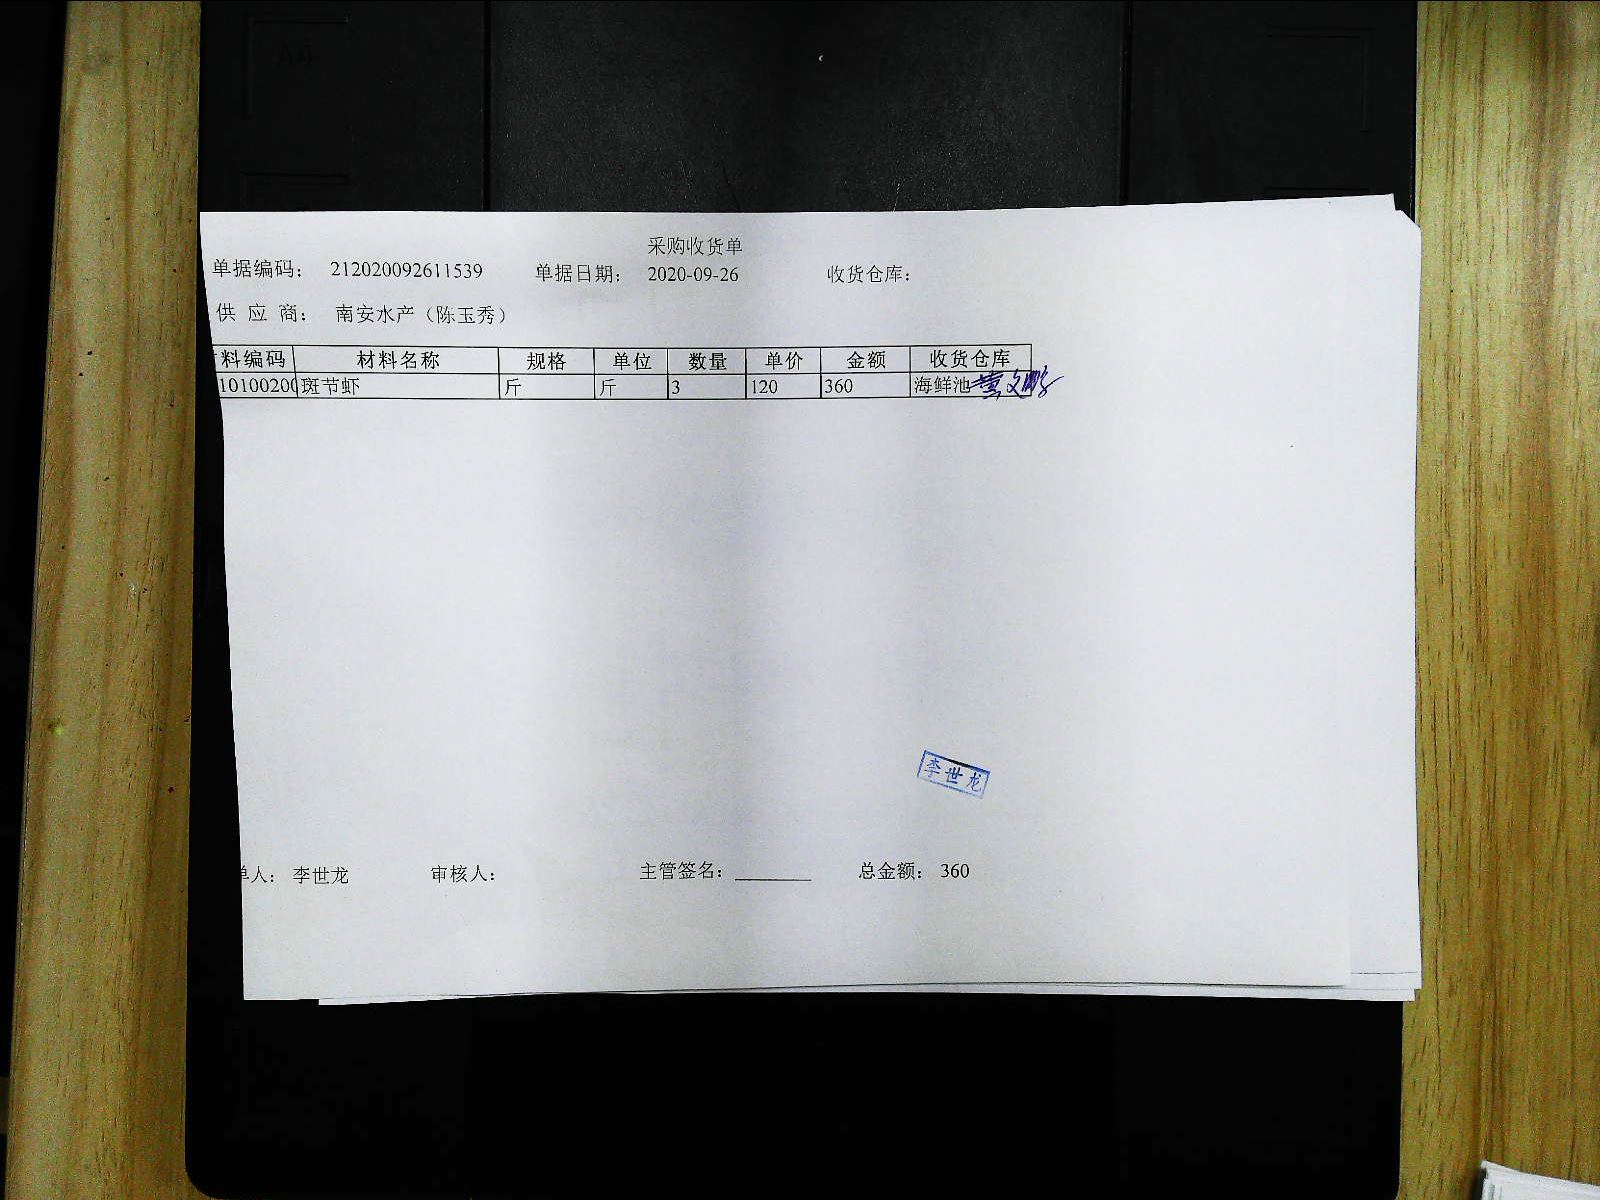 采购收货单
单据编码: 212020092611539 单据日期: 2020-09-26 收货仓库:
供 应 商: 南安水产（陈玉秀）
料编码 材料名称 规格 单位 数量 单价 金额 收货仓库
10100200 斑节虾 斤 斤 3 120 360 海鲜池
李世龙
单人: 李世龙 审核人: 主管签名: 总金额: 360